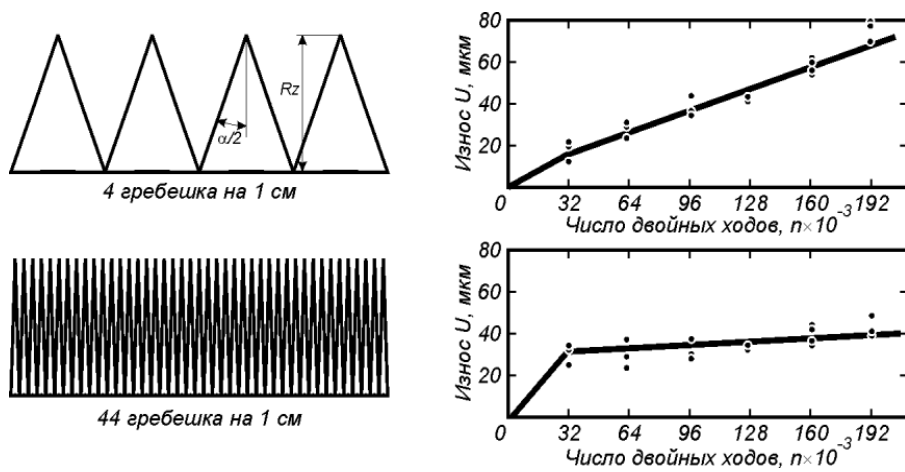 Rz
α/2
4 гребешка на 1 см
Износ U, мкм
80
60
40
20
0 32 64 96 128 160 192
Число двойных ходов, n×10⁻³
44 гребешка на 1 см
Износ U, мкм
80
60
40
20
0 32 64 96 128 160 192
Число двойных ходов, n×10⁻³